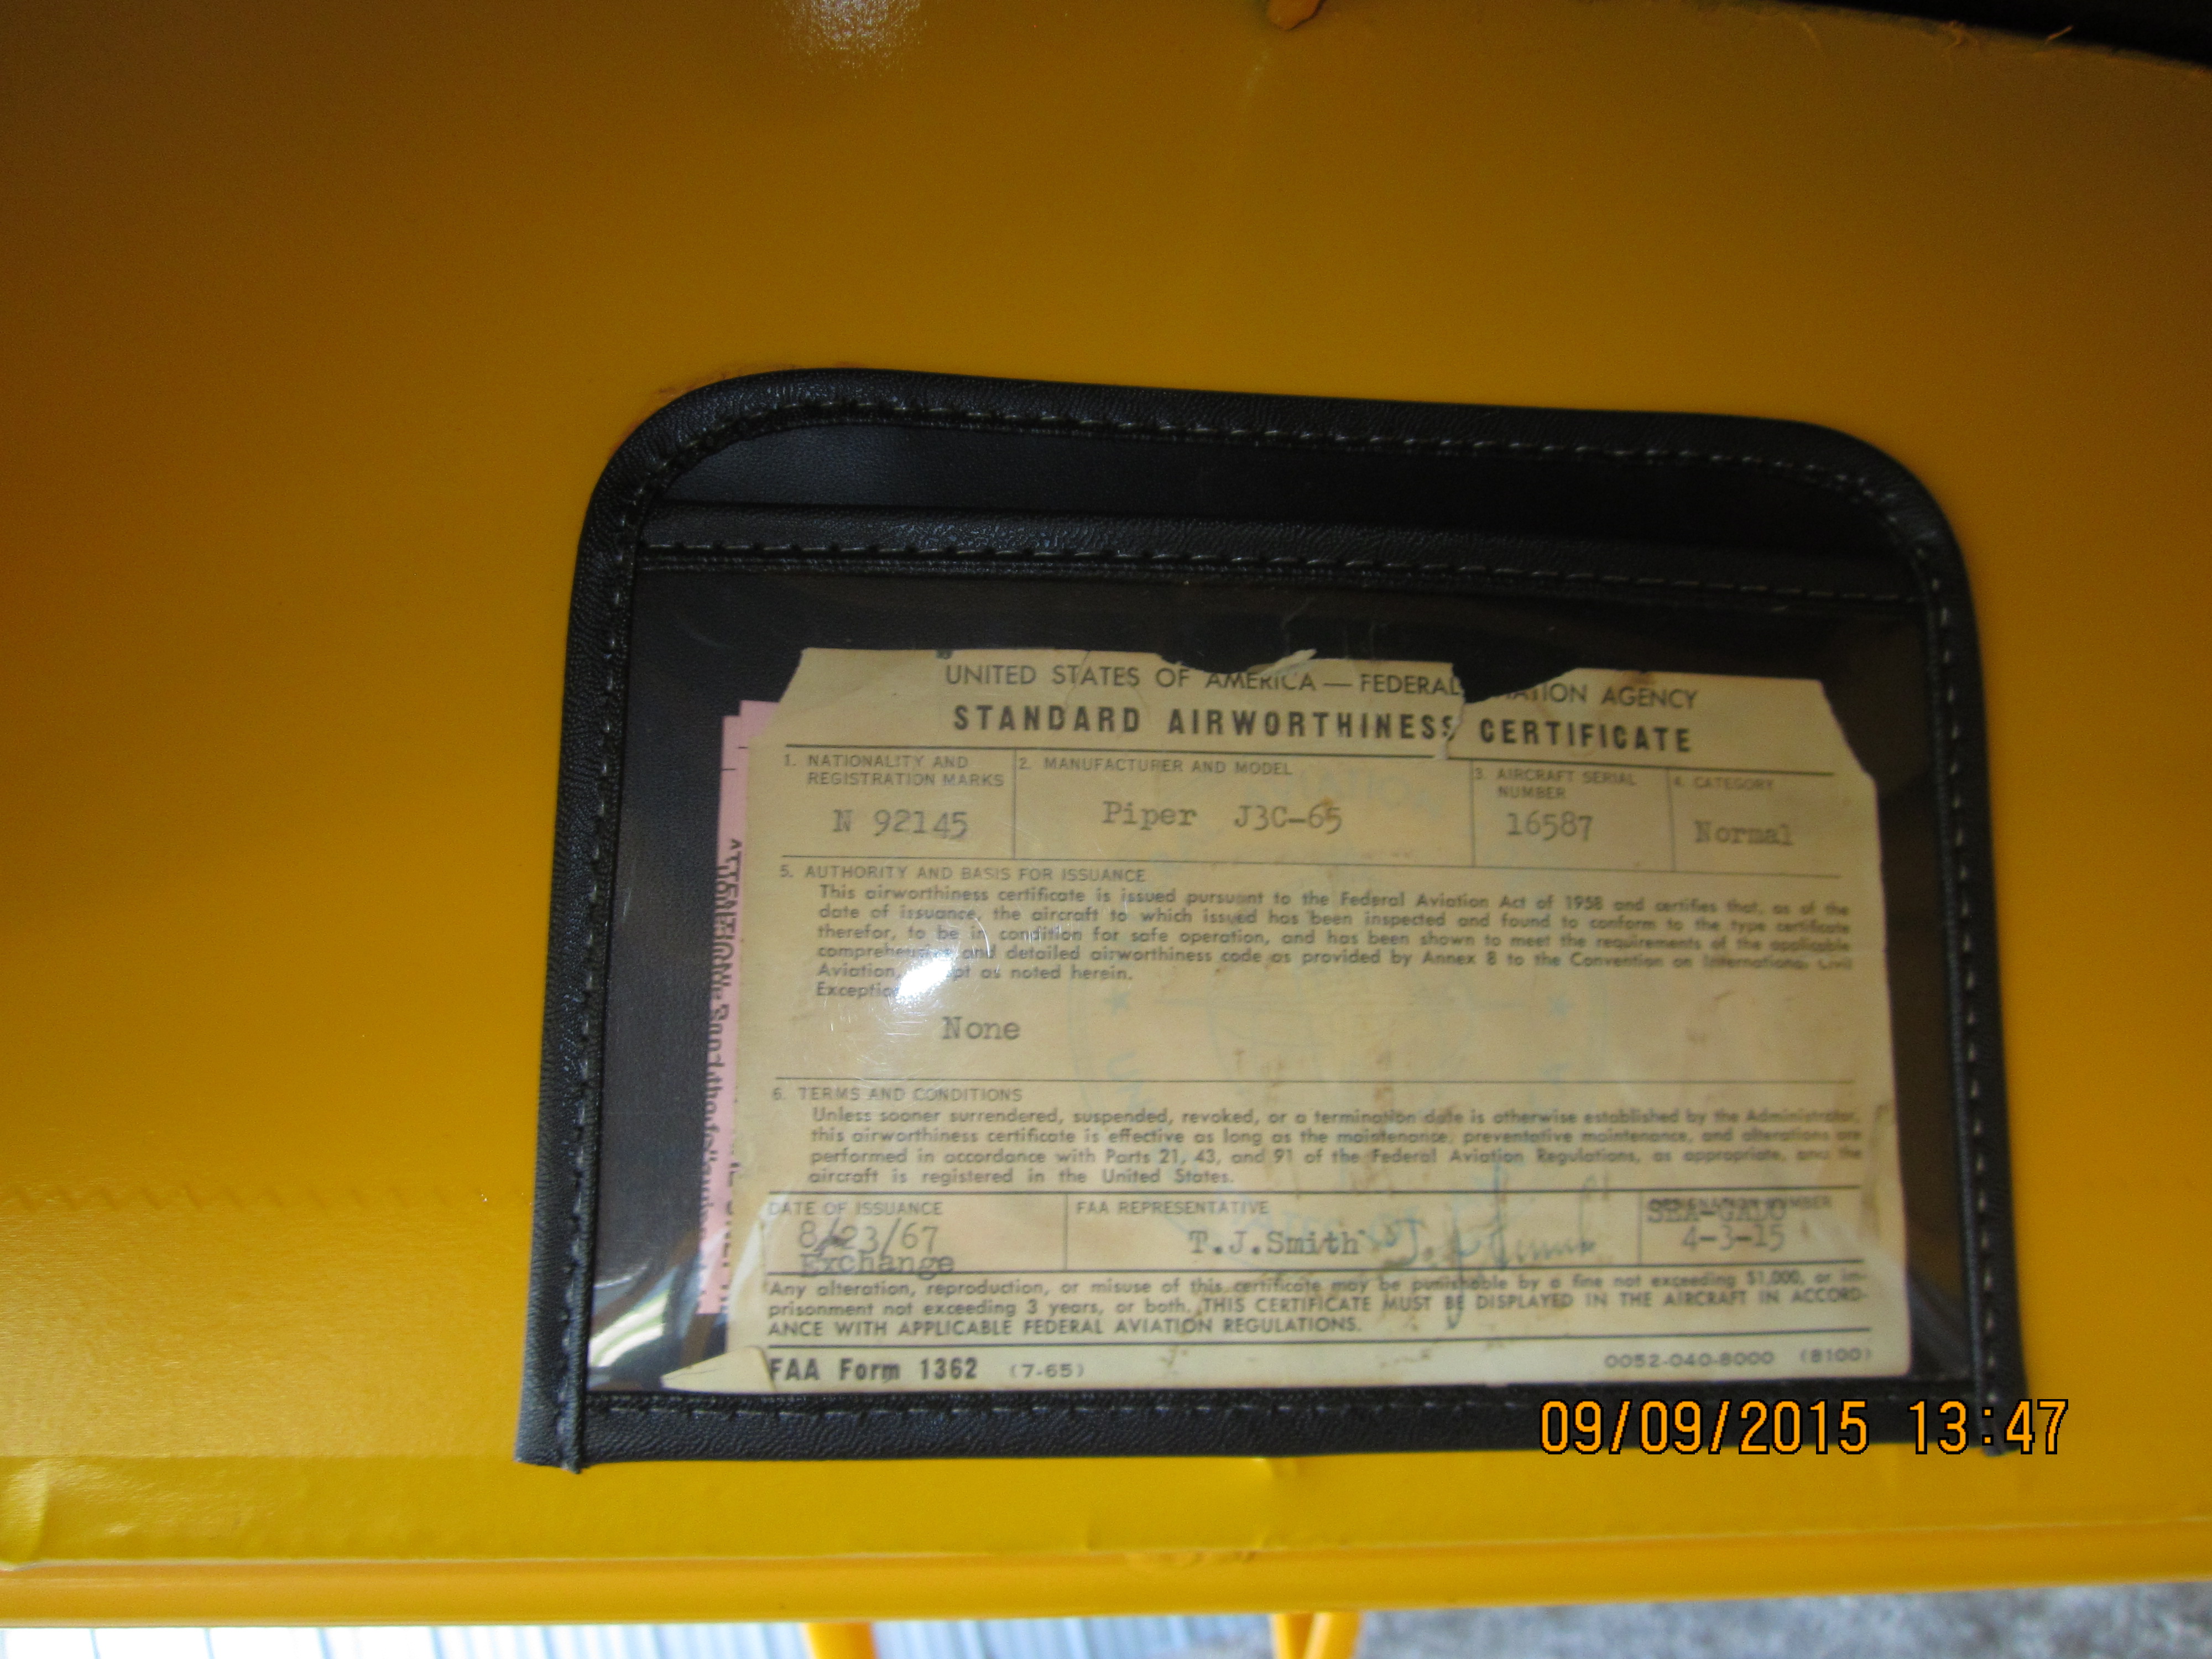 UNITED STATES OF AMERICA — FEDERAL ATION AGENCY
STANDARD AIRWORTHINESS CERTIFICATE
1. NATIONALITY AND REGISTRATION MARKS
N 92145
2. MANUFACTURER AND MODEL
Piper J3C-65
3. AIRCRAFT SERIAL NUMBER
16587
4. CATEGORY
Normal
5. AUTHORITY AND BASIS FOR ISSUANCE
This airworthiness certificate is issued pursuant to the Federal Aviation Act of 1958 and certifies that, as of the
date of issuance, the aircraft to which issued has been inspected and found to conform to the type certificate
therefor, to be in condition for safe operation, and has been shown to meet the requirements of the applicable
comprehensive and detailed airworthiness code as provided by Annex 8 to the Convention on International Civil
Aviation, as noted herein.
None
6. TERMS AND CONDITIONS
Unless sooner surrendered, suspended, revoked, or a termination date is otherwise established by the Administrator,
this airworthiness certificate is effective as long as the maintenance, preventative maintenance, and alterations are
performed in accordance with Parts 21, 43, and 91 of the Federal Aviation Regulations, as appropriate, and the
aircraft is registered in the United States.
DATE OF ISSUANCE
8/23/67
Exchange
FAA REPRESENTATIVE
T.J.Smith
4-3-15
Any alteration, reproduction, or misuse of this certificate may be punishable by a fine not exceeding $1,000, or im-
prisonment not exceeding 3 years, or both. THIS CERTIFICATE MUST BE DISPLAYED IN THE AIRCRAFT IN ACCORD-
ANCE WITH APPLICABLE FEDERAL AVIATION REGULATIONS.
FAA Form 1362 (7-65)
0052-040-8000 (8100)
09/09/2015 13:47